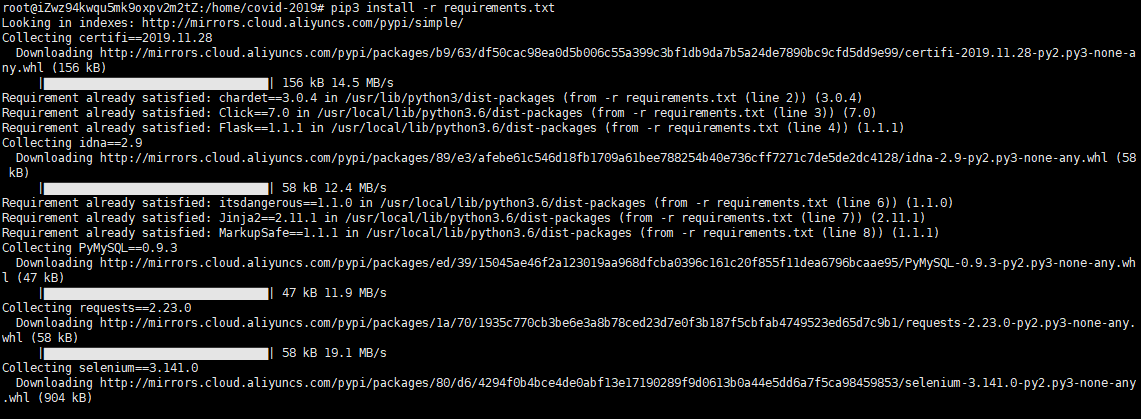 root@iZwz94kwqu5mk9oxpv2m2tZ:/home/covid-2019# pip3 install -r requirements.txt
Looking in indexes: http://mirrors.cloud.aliyuncs.com/pypi/simple/
Collecting certifi==2019.11.28
  Downloading http://mirrors.cloud.aliyuncs.com/pypi/packages/b9/63/df50cac98ea0d5b006c55a399c3bf1db9da7b5a24de7890bc9cfd5dd9e99/certifi-2019.11.28-py2.py3-none-a
ny.whl (156 kB)
     |████████████████████████████████| 156 kB 14.5 MB/s
Requirement already satisfied: chardet==3.0.4 in /usr/lib/python3/dist-packages (from -r requirements.txt (line 2)) (3.0.4)
Requirement already satisfied: Click==7.0 in /usr/local/lib/python3.6/dist-packages (from -r requirements.txt (line 3)) (7.0)
Requirement already satisfied: Flask==1.1.1 in /usr/local/lib/python3.6/dist-packages (from -r requirements.txt (line 4)) (1.1.1)
Collecting idna==2.9
  Downloading http://mirrors.cloud.aliyuncs.com/pypi/packages/89/e3/afebe61c546d18fb1709a61bee788254b40e736cff7271c7de5de2dc4128/idna-2.9-py2.py3-none-any.whl (58
 kB)
     |████████████████████████████████| 58 kB 12.4 MB/s
Requirement already satisfied: itsdangerous==1.1.0 in /usr/local/lib/python3.6/dist-packages (from -r requirements.txt (line 6)) (1.1.0)
Requirement already satisfied: Jinja2==2.11.1 in /usr/local/lib/python3.6/dist-packages (from -r requirements.txt (line 7)) (2.11.1)
Requirement already satisfied: MarkupSafe==1.1.1 in /usr/local/lib/python3.6/dist-packages (from -r requirements.txt (line 8)) (1.1.1)
Collecting PyMySQL==0.9.3
  Downloading http://mirrors.cloud.aliyuncs.com/pypi/packages/ed/39/15045ae46f2a123019aa968dfcba0396c161c20f855f11dea6796bcaae95/PyMySQL-0.9.3-py2.py3-none-any.wh
l (47 kB)
     |████████████████████████████████| 47 kB 11.9 MB/s
Collecting requests==2.23.0
  Downloading http://mirrors.cloud.aliyuncs.com/pypi/packages/1a/70/1935c770cb3be6e3a8b78ced23d7e0f3b187f5cbfab4749523ed65d7c9b1/requests-2.23.0-py2.py3-none-any.
whl (58 kB)
     |████████████████████████████████| 58 kB 19.1 MB/s
Collecting selenium==3.141.0
  Downloading http://mirrors.cloud.aliyuncs.com/pypi/packages/80/d6/4294f0b4bce4de0abf13e17190289f9d0613b0a44e5dd6a7f5ca98459853/selenium-3.141.0-py2.py3-none-any
.whl (904 kB)